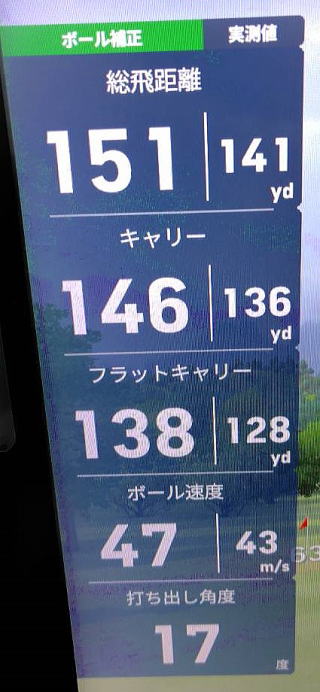 ボール補正 実測値
総飛距離
151 141
yd
キャリー
146 136
yd
フラットキャリー
138 128
yd
ボール速度
47 43
m/s
打ち出し角度
17
度